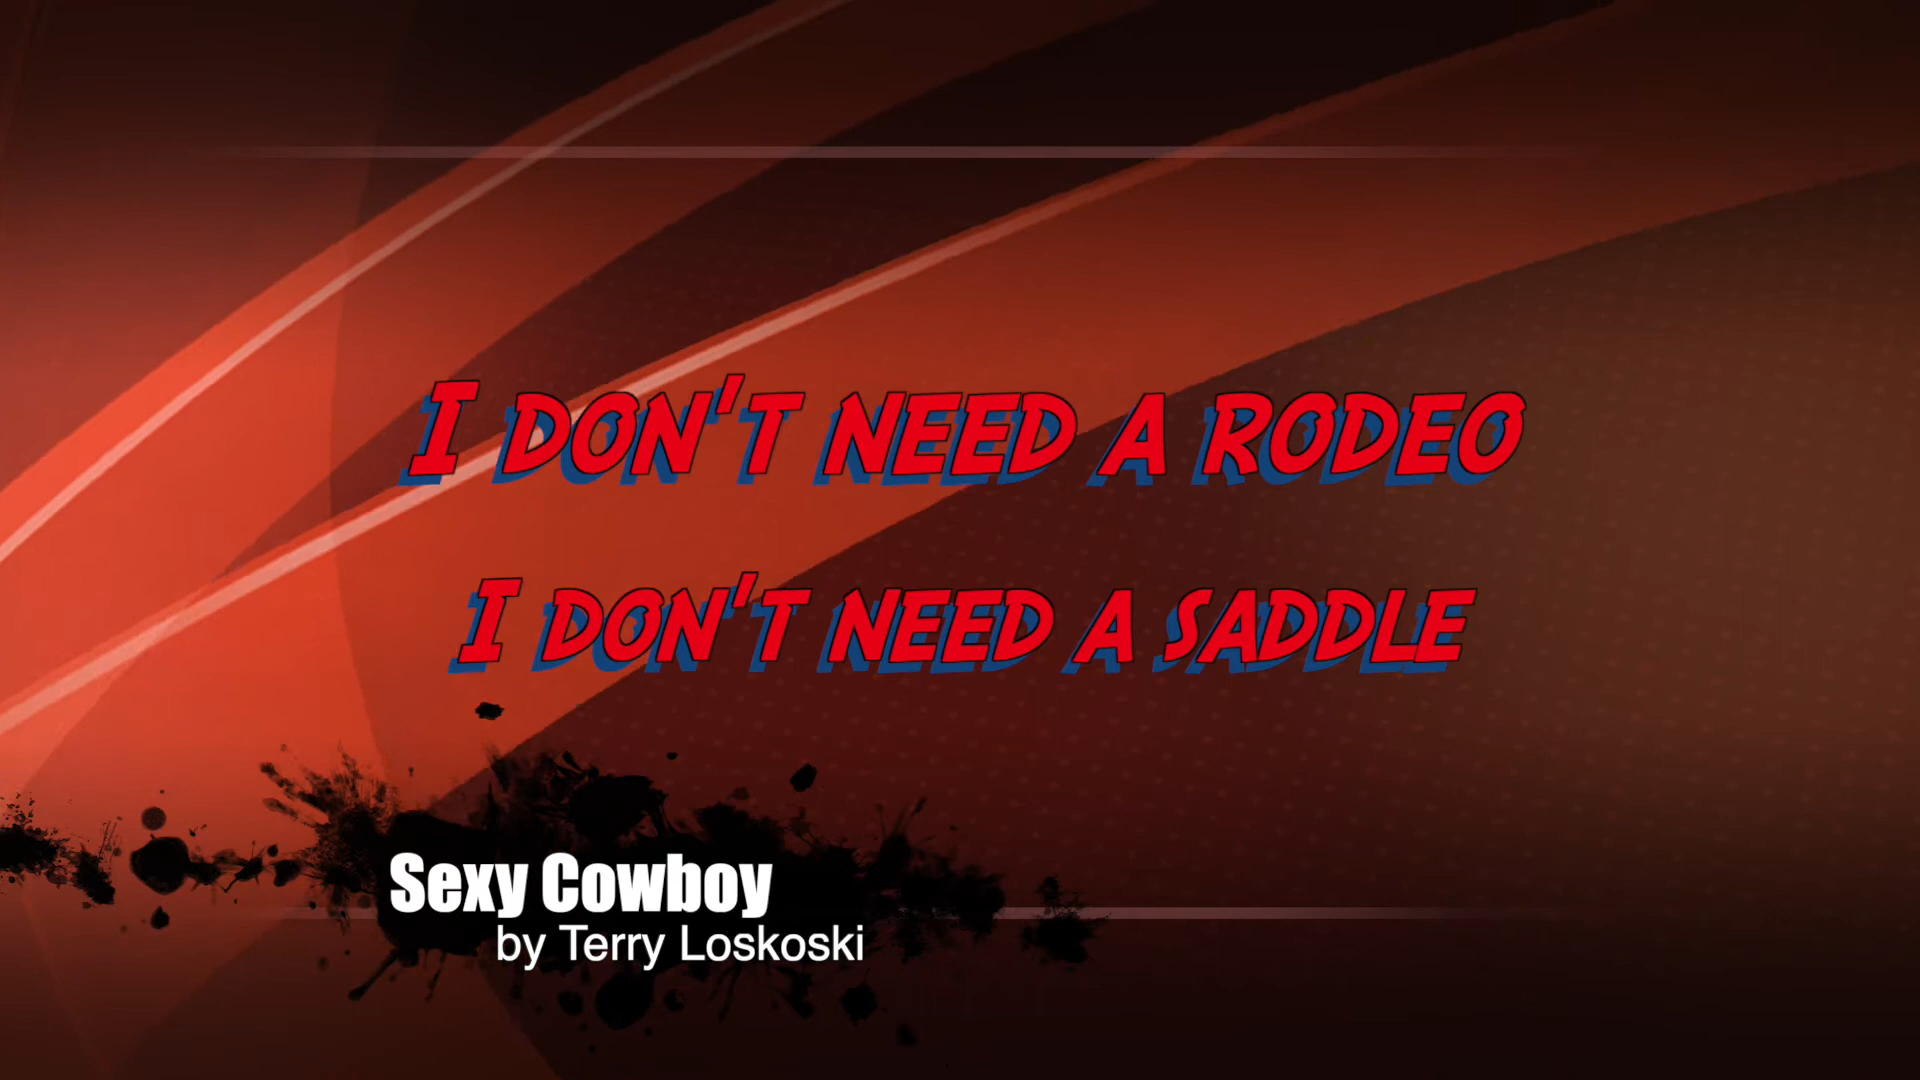 I DON'T NEED A RODEO
I DON'T NEED A SADDLE
Sexy Cowboy
by Terry Loskoski